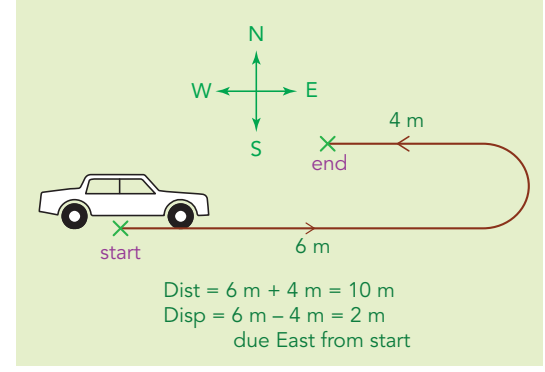 N
W E
S
4 m
end
start
6 m
Dist = 6 m + 4 m = 10 m
Disp = 6 m – 4 m = 2 m
due East from start